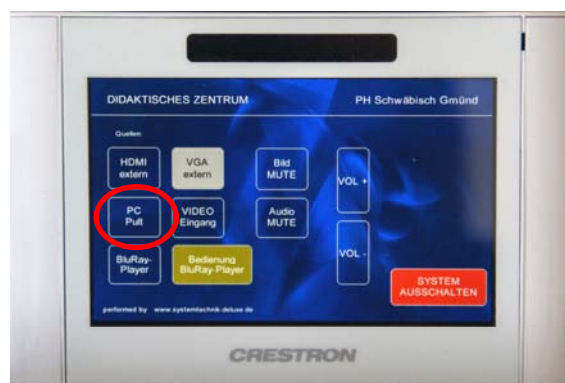 DIDAKTISCHES ZENTRUM
PH Schwäbisch Gmünd
Quellen:
HDMI
extern
VGA
extern
Bild
MUTE
VOL +
PC
Pult
VIDEO
Eingang
Audio
MUTE
BluRay-
Player
Bedienung
BluRay-Player
VOL -
SYSTEM
AUSSCHALTEN
performed by www.systemtechnik-deluxe.de
CRESTRON